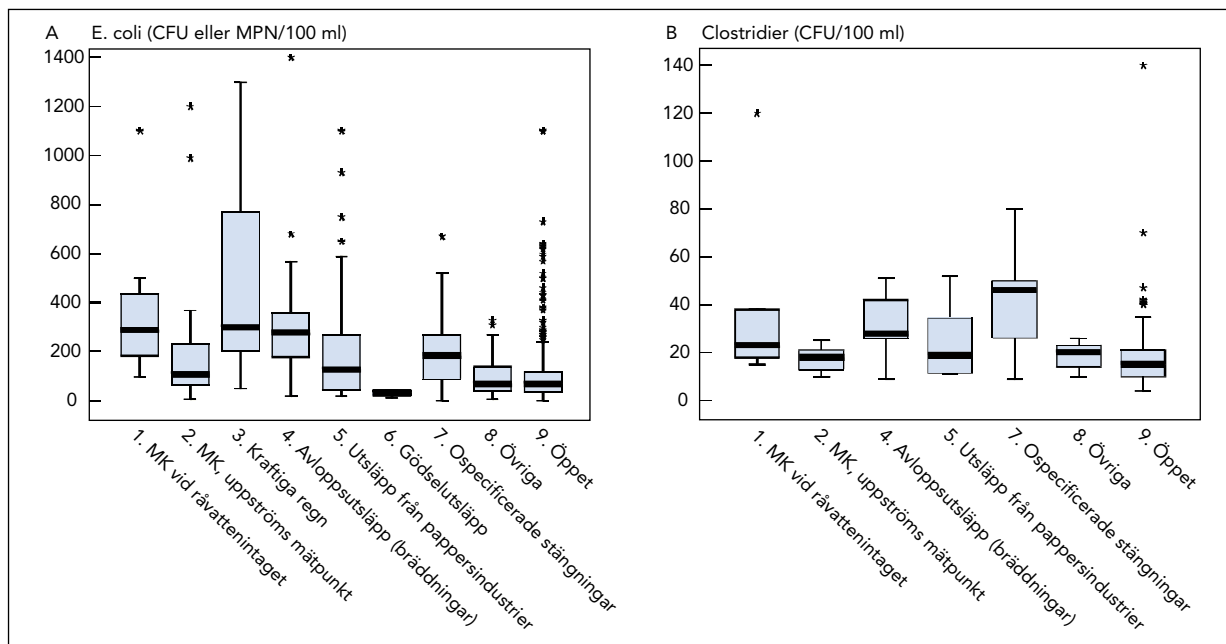 A E. coli (CFU eller MPN/100 ml)
1400
1200
1000
800
600
400
200
0
1. MK vid råvattenintaget
2. MK, uppströms mätpunkt
3. Kraftiga regn
4. Avloppsutsläpp (bräddningar)
5. Utsläpp från pappersindustrier
6. Gödselutsläpp
7. Ospecificerade stängningar
8. Övriga
9. Öppet
B Clostridier (CFU/100 ml)
140
120
100
80
60
40
20
0
1. MK vid råvattenintaget
2. MK, uppströms mätpunkt
4. Avloppsutsläpp (bräddningar)
5. Utsläpp från pappersindustrier
7. Ospecificerade stängningar
8. Övriga
9. Öppet